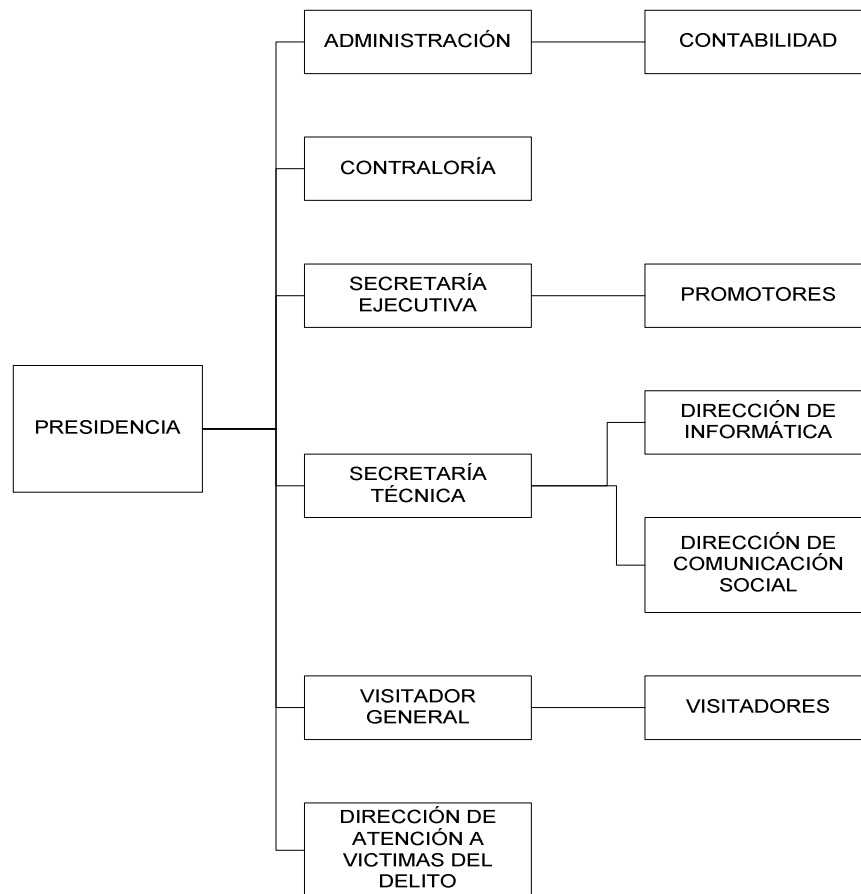 ADMINISTRACIÓN
CONTABILIDAD
CONTRALORÍA
SECRETARÍA
EJECUTIVA
PROMOTORES
PRESIDENCIA
SECRETARÍA
TÉCNICA
DIRECCIÓN DE
INFORMÁTICA
DIRECCIÓN DE
COMUNICACIÓN
SOCIAL
VISITADOR
GENERAL
VISITADORES
DIRECCIÓN DE
ATENCIÓN A
VICTIMAS DEL
DELITO